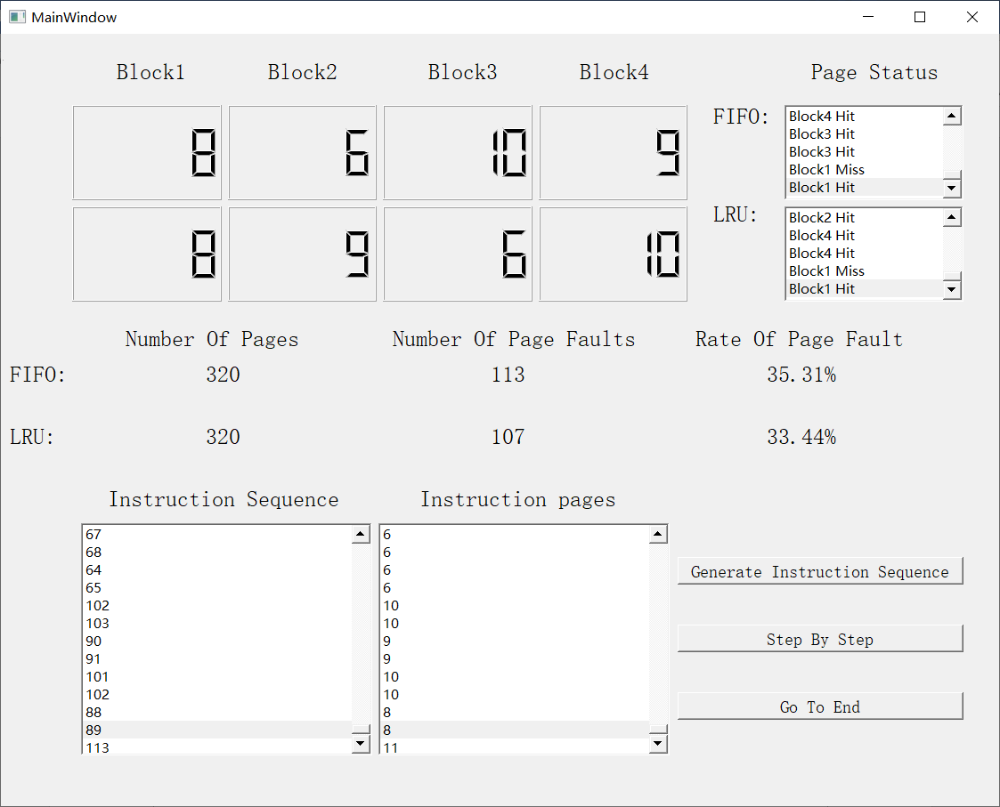 MainWindow
Block1 Block2 Block3 Block4 Page Status
8 6 10 9
FIFO:
Block4 Hit
Block3 Hit
Block3 Hit
Block1 Miss
Block1 Hit
8 9 6 10
LRU:
Block2 Hit
Block4 Hit
Block4 Hit
Block1 Miss
Block1 Hit
Number Of Pages Number Of Page Faults Rate Of Page Fault
FIFO: 320 113 35.31%
LRU: 320 107 33.44%
Instruction Sequence
67
68
64
65
102
103
90
91
101
102
88
89
113
Instruction pages
6
6
6
6
10
10
9
9
10
10
8
8
11
Generate Instruction Sequence
Step By Step
Go To End